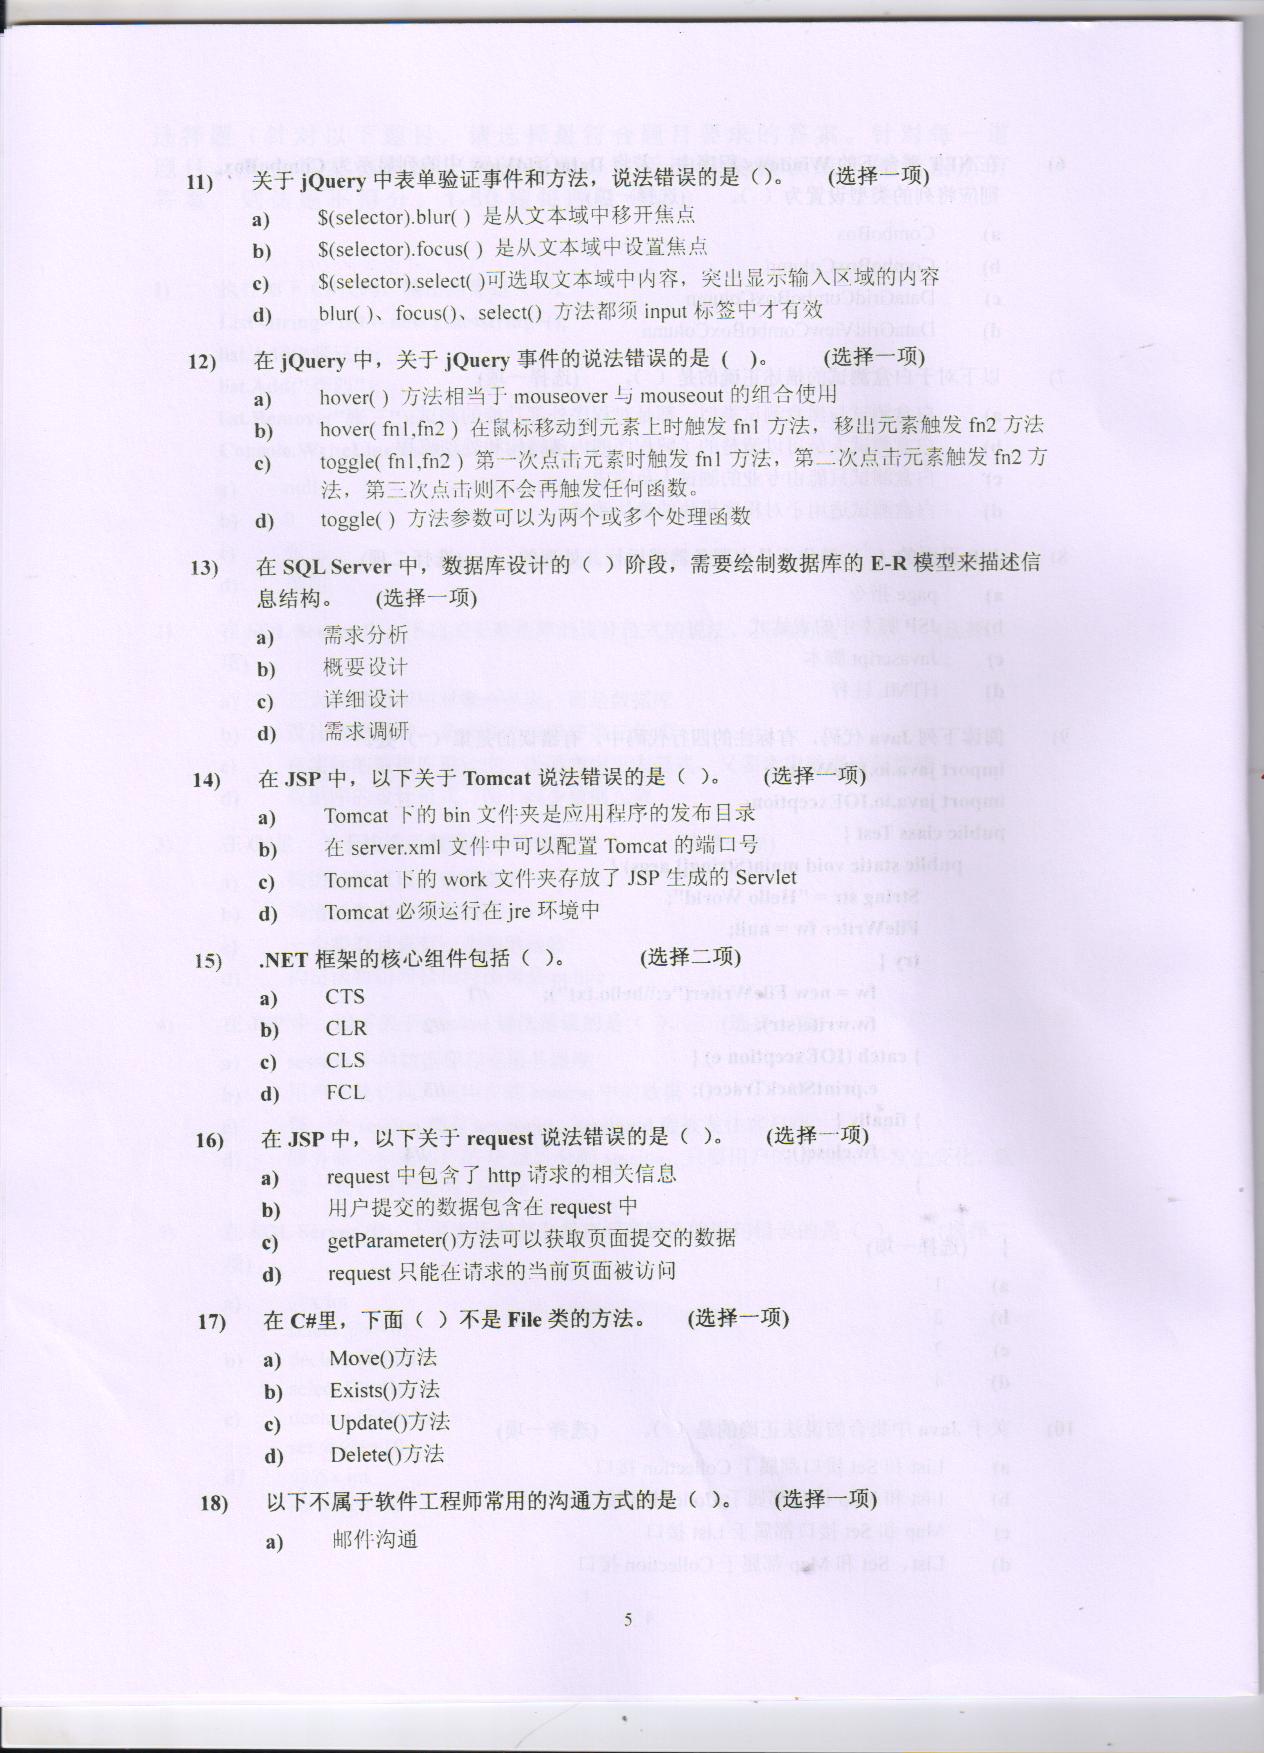 11) 关于 jQuery 中表单验证事件和方法，说法错误的是（）。 (选择一项)
a) $(selector).blur( ) 是从文本域中移开焦点
b) $(selector).focus( ) 是从文本域中设置焦点
c) $(selector).select( )可选取文本域中内容，突出显示输入区域的内容
d) blur( )、focus()、select() 方法都须 input 标签中才有效
12) 在 jQuery 中，关于 jQuery 事件的说法错误的是（ ）。 (选择一项)
a) hover( ) 方法相当于 mouseover 与 mouseout 的组合使用
b) hover( fn1,fn2 ) 在鼠标移动到元素上时触发 fn1 方法，移出元素触发 fn2 方法
c) toggle( fn1,fn2 ) 第一次点击元素时触发 fn1 方法，第二次点击元素触发 fn2 方
法，第三次点击则不会再触发任何函数。
d) toggle( ) 方法参数可以为两个或多个处理函数
13) 在 SQL Server 中，数据库设计的（ ）阶段，需要绘制数据库的 E-R 模型来描述信
息结构。 (选择一项)
a) 需求分析
b) 概要设计
c) 详细设计
d) 需求调研
14) 在 JSP 中，以下关于 Tomcat 说法错误的是（ ）。 (选择一项)
a) Tomcat 下的 bin 文件夹是应用程序的发布目录
b) 在 server.xml 文件中可以配置 Tomcat 的端口号
c) Tomcat 下的 work 文件夹存放了 JSP 生成的 Servlet
d) Tomcat 必须运行在 jre 环境中
15) .NET 框架的核心组件包括（ ）。 (选择二项)
a) CTS
b) CLR
c) CLS
d) FCL
16) 在 JSP 中，以下关于 request 说法错误的是（ ）。 (选择一项)
a) request 中包含了 http 请求的相关信息
b) 用户提交的数据包含在 request 中
c) getParameter()方法可以获取页面提交的数据
d) request 只能在请求的当前页面被访问
17) 在 C#里，下面（ ）不是 File 类的方法。 (选择一项)
a) Move()方法
b) Exists()方法
c) Update()方法
d) Delete()方法
18) 以下不属于软件工程师常用的沟通方式的是（ ）。 (选择一项)
a) 邮件沟通
5